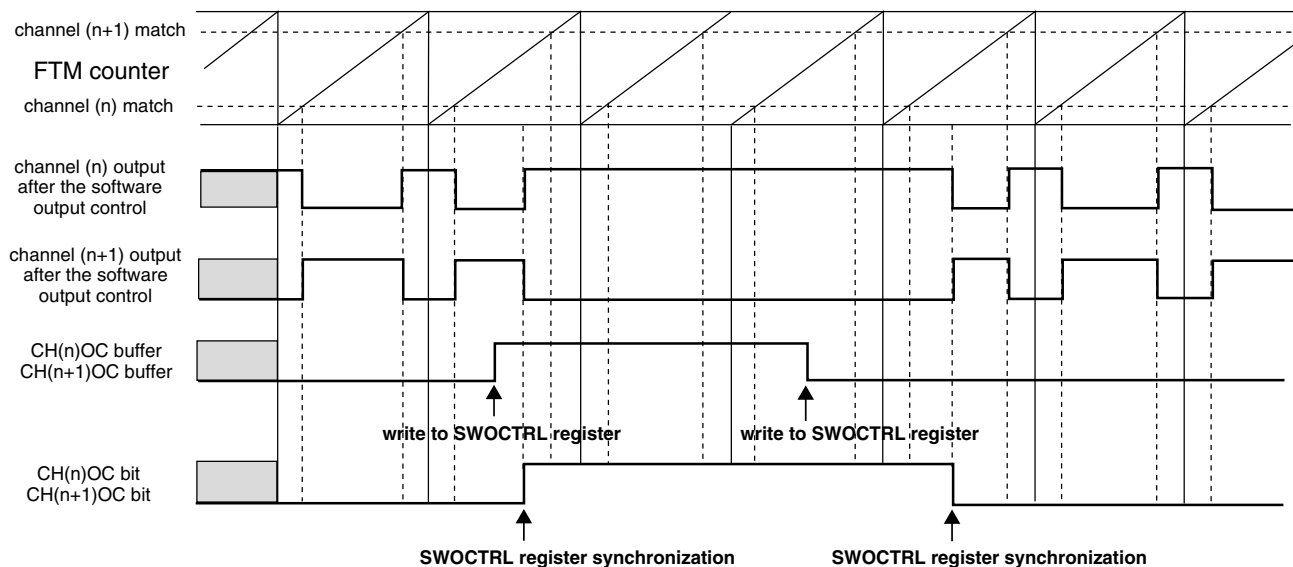 channel (n+1) match
FTM counter
channel (n) match
channel (n) output
after the software
output control
channel (n+1) output
after the software
output control
CH(n)OC buffer
CH(n+1)OC buffer
write to SWOCTRL register
write to SWOCTRL register
CH(n)OC bit
CH(n+1)OC bit
SWOCTRL register synchronization
SWOCTRL register synchronization